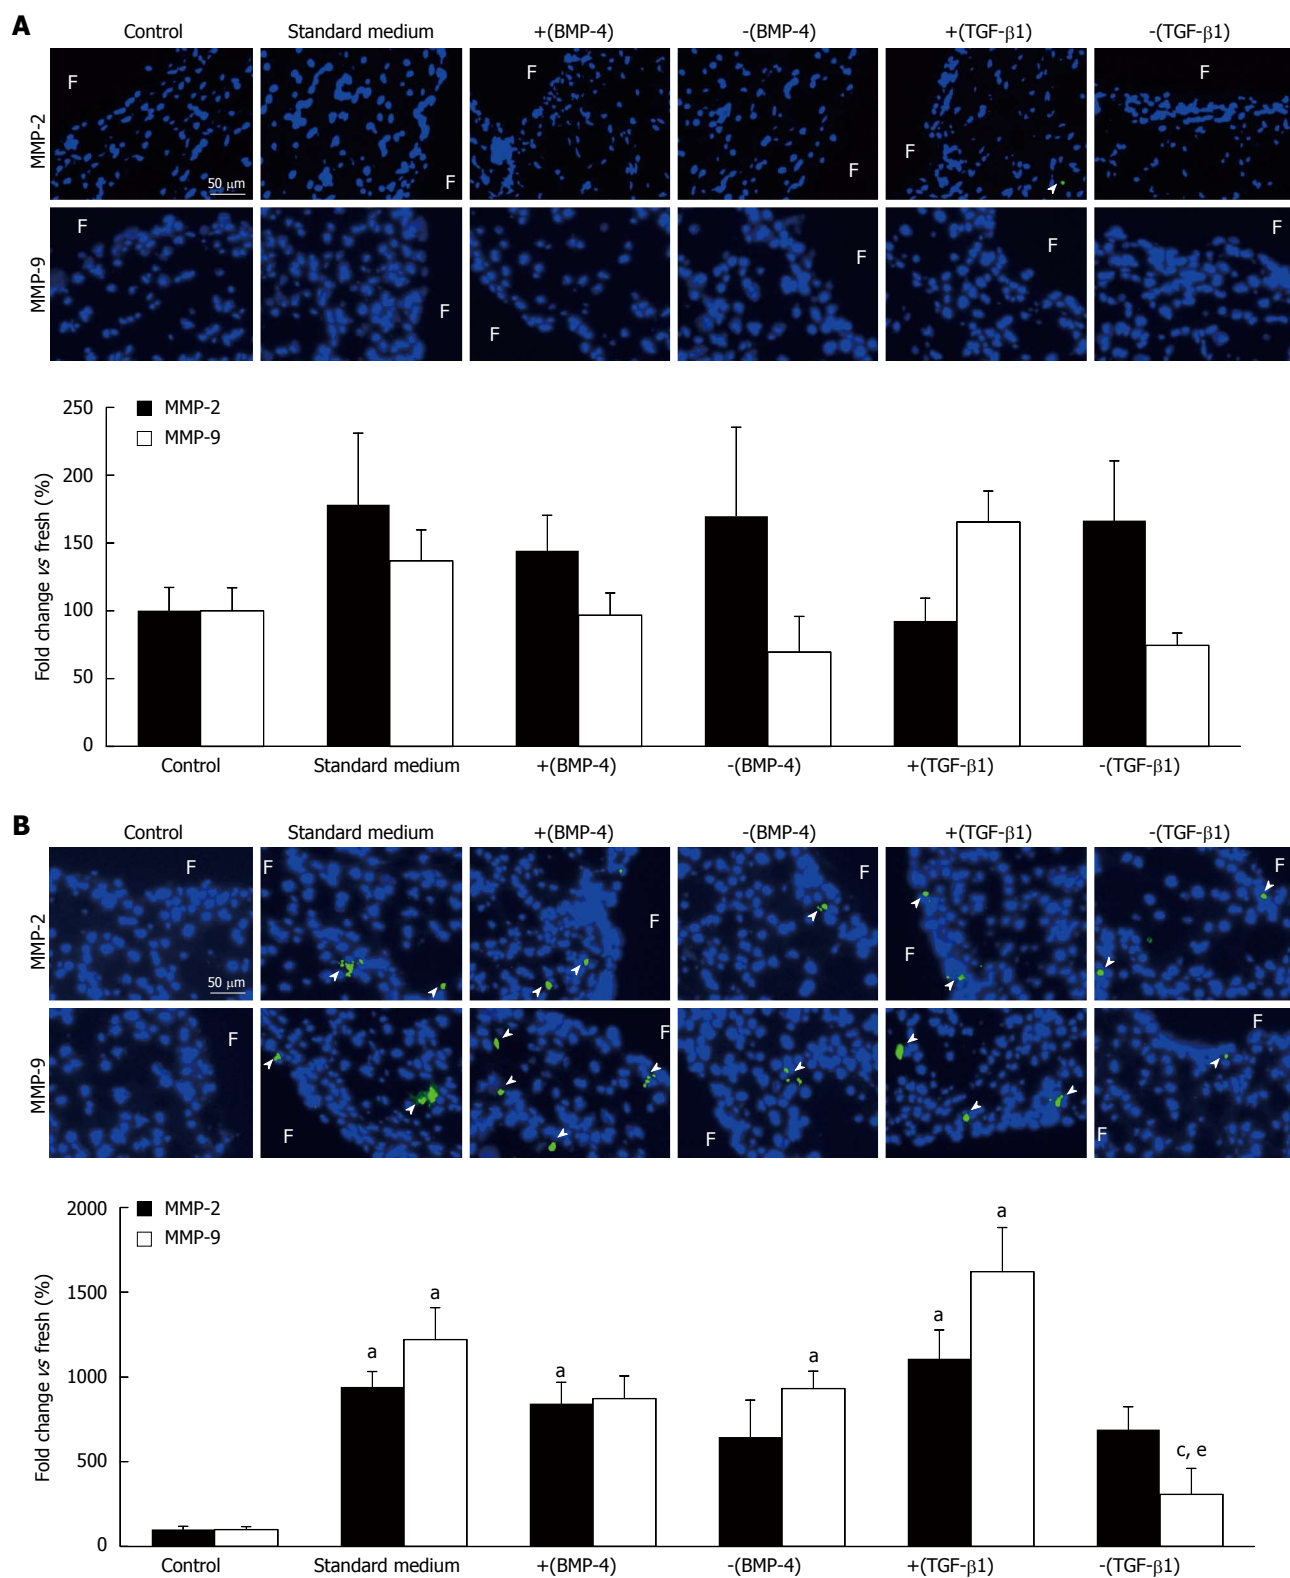 A
Control Standard medium +(BMP-4) -(BMP-4) +(TGF-β1) -(TGF-β1)
MMP-2
F F F F F F
50 μm
MMP-9
F F F F F F
250
200
150
100
50
0
Fold change vs fresh (%)
MMP-2
MMP-9
Control Standard medium +(BMP-4) -(BMP-4) +(TGF-β1) -(TGF-β1)
B
Control Standard medium +(BMP-4) -(BMP-4) +(TGF-β1) -(TGF-β1)
MMP-2
F F F F F F
50 μm
MMP-9
F F F F F F
2000
1500
1000
500
0
Fold change vs fresh (%)
MMP-2
MMP-9
a a a a a a c, e
Control Standard medium +(BMP-4) -(BMP-4) +(TGF-β1) -(TGF-β1)